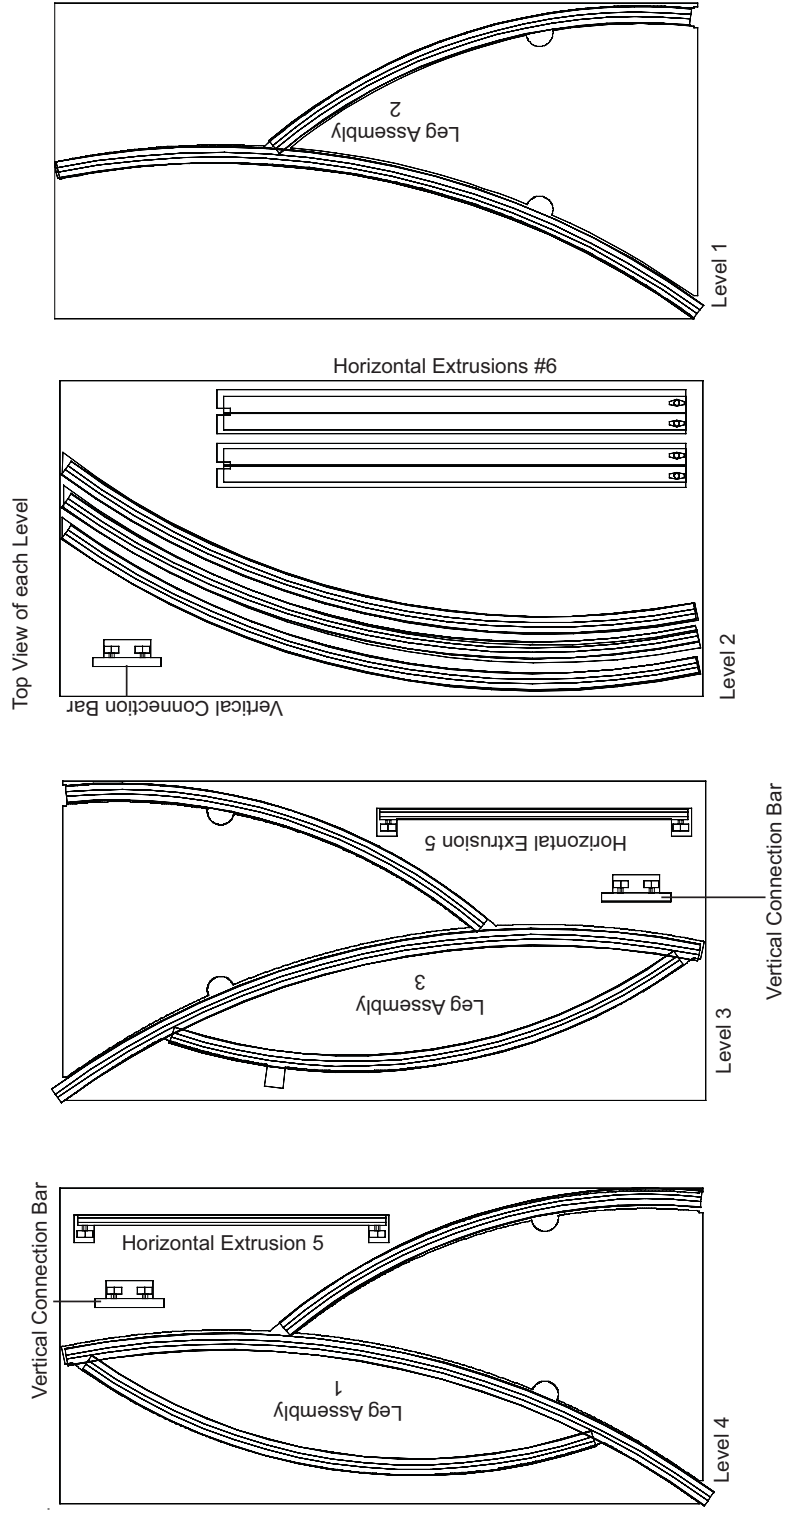 2
Leg Assembly
Level 1
Horizontal Extrusions #6
Top View of each Level
Vertical Connection Bar
Level 2
Horizontal Extrusion 5
Vertical Connection Bar
Leg Assembly
3
Level 3
Vertical Connection Bar
Horizontal Extrusion 5
Leg Assembly
1
Level 4